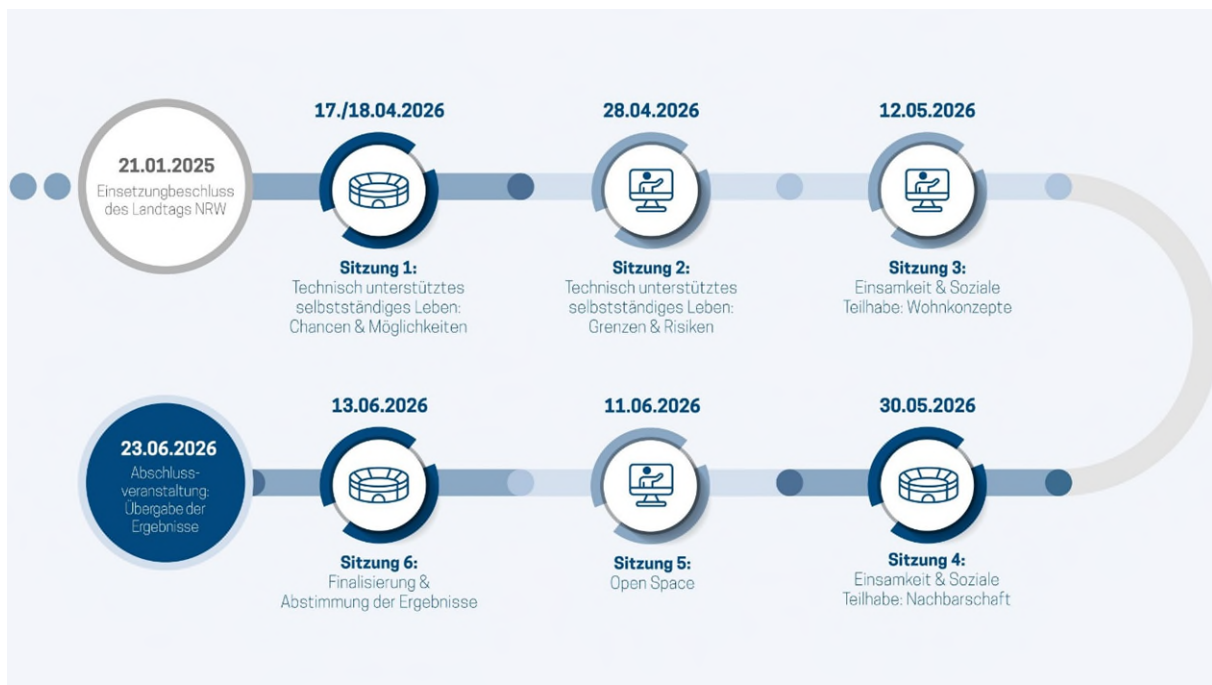 21.01.2025
Einsetzungbeschluss
des Landtags NRW
17./18.04.2026
Sitzung 1:
Technisch unterstütztes
selbstständiges Leben:
Chancen & Möglichkeiten
28.04.2026
Sitzung 2:
Technisch unterstütztes
selbstständiges Leben:
Grenzen & Risiken
12.05.2026
Sitzung 3:
Einsamkeit & Soziale
Teilhabe: Wohnkonzepte
30.05.2026
Sitzung 4:
Einsamkeit & Soziale
Teilhabe: Nachbarschaft
11.06.2026
Sitzung 5:
Open Space
13.06.2026
Sitzung 6:
Finalisierung &
Abstimmung der Ergebnisse
23.06.2026
Abschluss-
veranstaltung:
Übergabe der
Ergebnisse